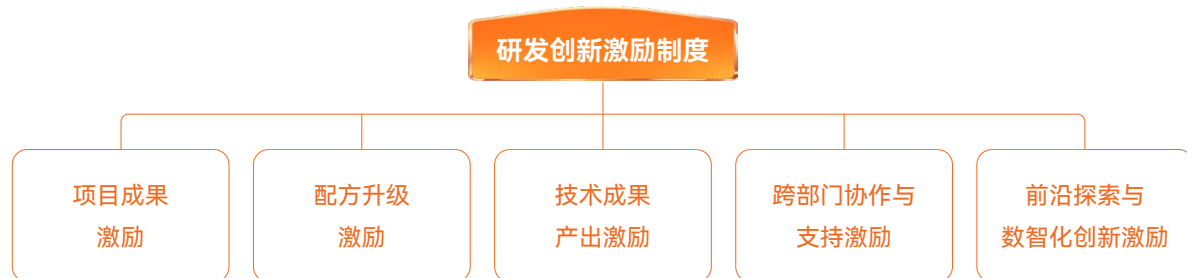 研发创新激励制度
项目成果
激励
配方升级
激励
技术成果
产出激励
跨部门协作与
支持激励
前沿探索与
数智化创新激励